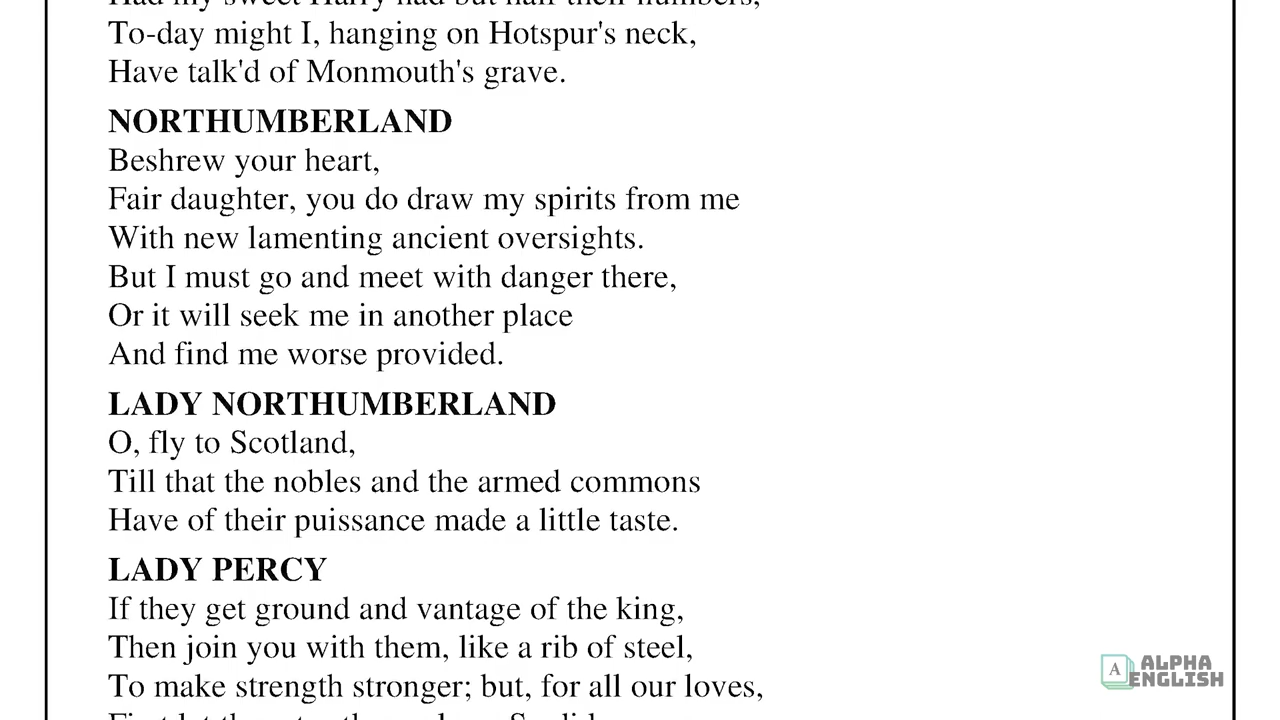 To-day might I, hanging on Hotspur's neck,
Have talk'd of Monmouth's grave.
NORTHUMBERLAND
Beshrew your heart,
Fair daughter, you do draw my spirits from me
With new lamenting ancient oversights.
But I must go and meet with danger there,
Or it will seek me in another place
And find me worse provided.
LADY NORTHUMBERLAND
O, fly to Scotland,
Till that the nobles and the armed commons
Have of their puissance made a little taste.
LADY PERCY
If they get ground and vantage of the king,
Then join you with them, like a rib of steel,
To make strength stronger; but, for all our loves,
A ALPHA
ENGLISH